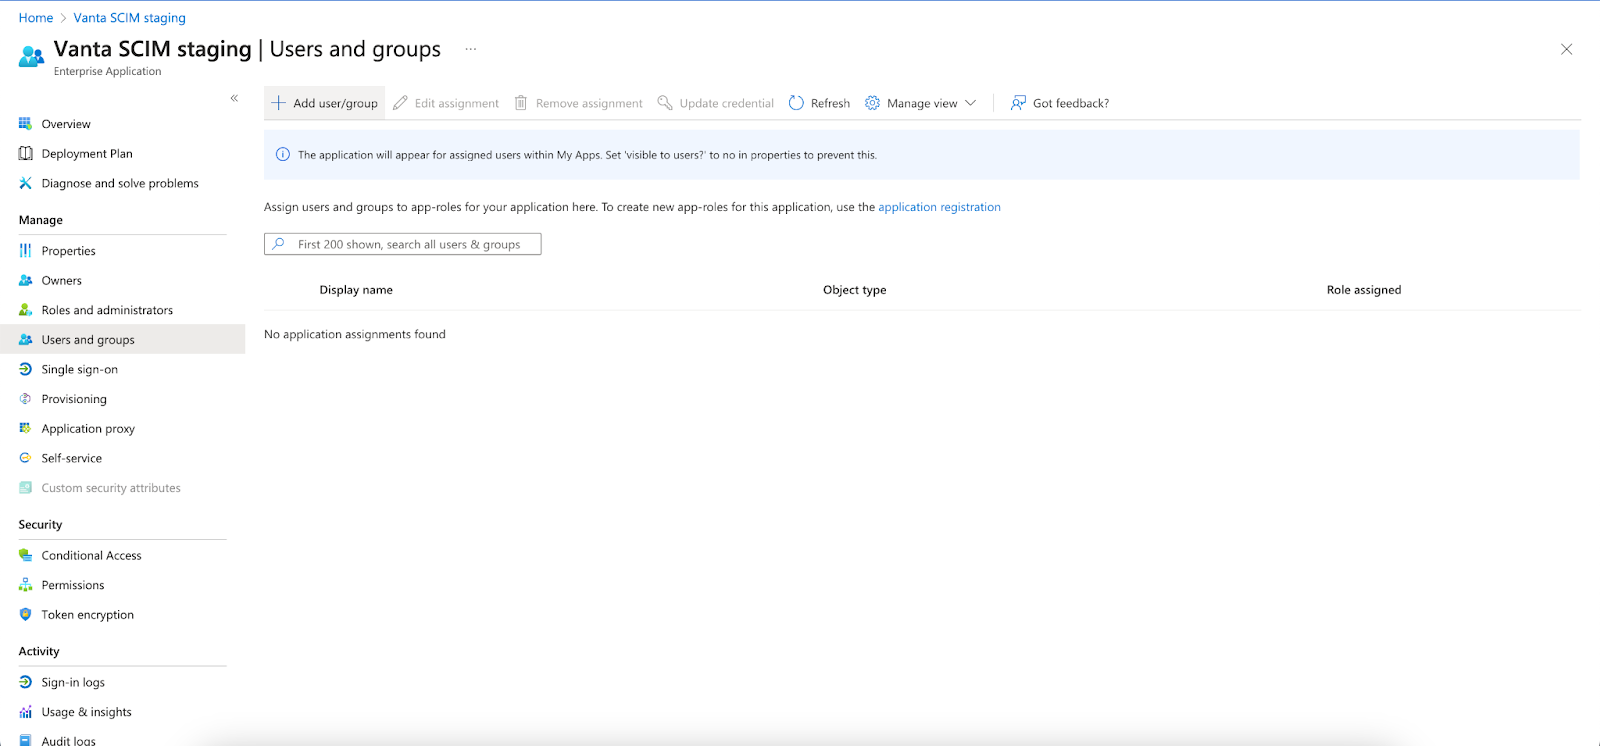 Home > Vanta SCIM staging
Vanta SCIM staging | Users and groups ...
Enterprise Application
«
Add user/group Edit assignment Remove assignment Update credential Refresh Manage view Got feedback?
The application will appear for assigned users within My Apps. Set 'visible to users?' to no in properties to prevent this.
Assign users and groups to app-roles for your application here. To create new app-roles for this application, use the application registration
First 200 shown, search all users & groups
Display name Object type Role assigned
No application assignments found
Overview
Deployment Plan
Diagnose and solve problems
Manage
Properties
Owners
Roles and administrators
Users and groups
Single sign-on
Provisioning
Application proxy
Self-service
Custom security attributes
Security
Conditional Access
Permissions
Token encryption
Activity
Sign-in logs
Usage & insights
Audit logs